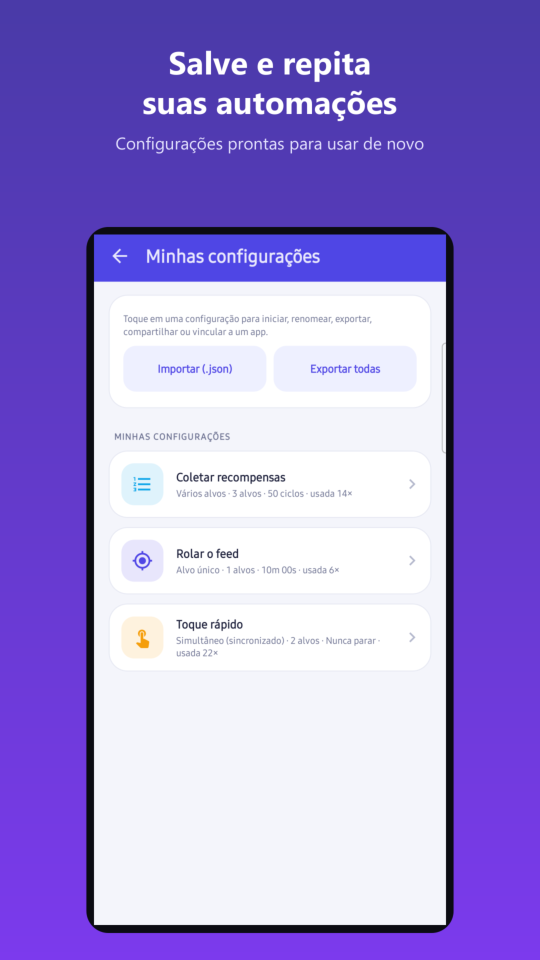 Salve e repita
suas automações
Configurações prontas para usar de novo
Minhas configurações
Toque em uma configuração para iniciar, renomear, exportar,
compartilhar ou vincular a um app.
Importar (.json)
Exportar todas
MINHAS CONFIGURAÇÕES
Coletar recompensas
Vários alvos · 3 alvos · 50 ciclos · usada 14×
Rolar o feed
Alvo único · 1 alvos · 10m 00s · usada 6×
Toque rápido
Simultâneo (sincronizado) · 2 alvos · Nunca parar ·
usada 22×